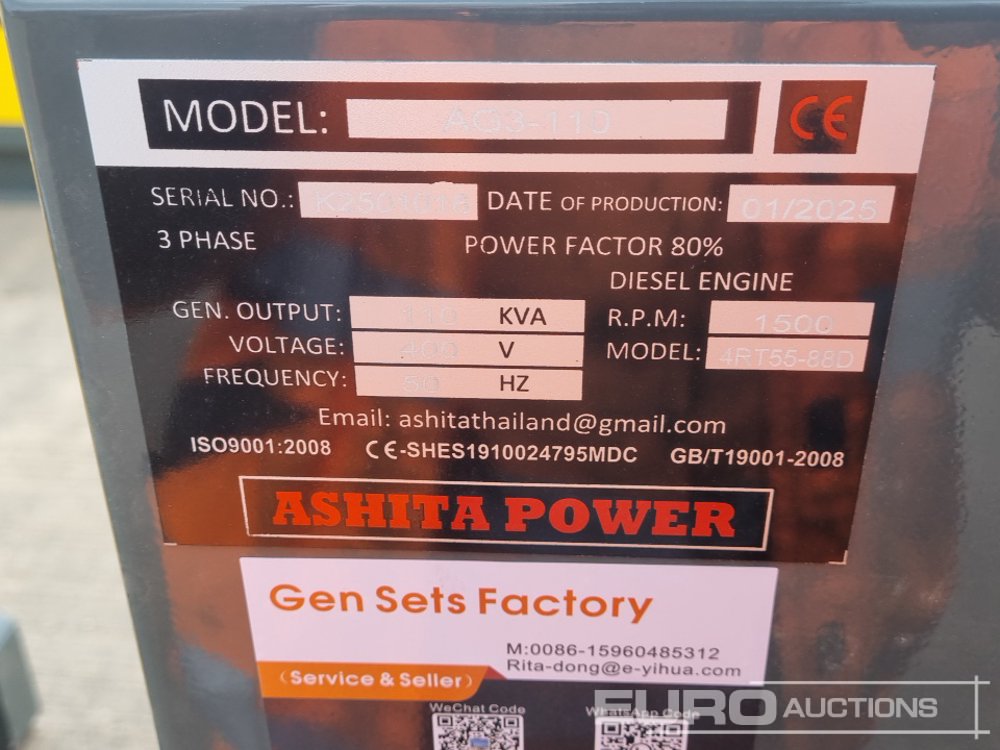 MODEL: AG3-110 CE
SERIAL NO.: K2501018 DATE OF PRODUCTION: 01/2025
3 PHASE POWER FACTOR 80%
DIESEL ENGINE
GEN. OUTPUT: 110 KVA R.P.M: 1500
VOLTAGE: 400 V MODEL: 4RT55-88D
FREQUENCY: 50 HZ
Email: ashitathailand@gmail.com
ISO9001:2008 CE-SHES1910024795MDC GB/T19001-2008
ASHITA POWER
Gen Sets Factory
M:0086-15960485312
Rita-dong@e-yihua.com
(Service & Seller)
WeChat Code WhatsApp Code
EURO AUCTIONS